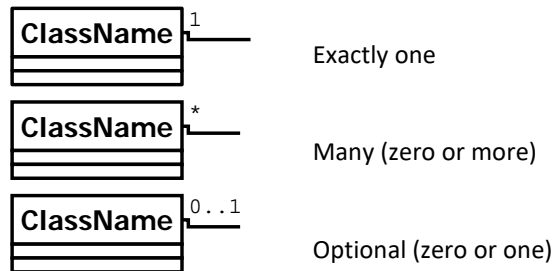 ClassName 1
Exactly one
ClassName *
Many (zero or more)
ClassName 0..1
Optional (zero or one)